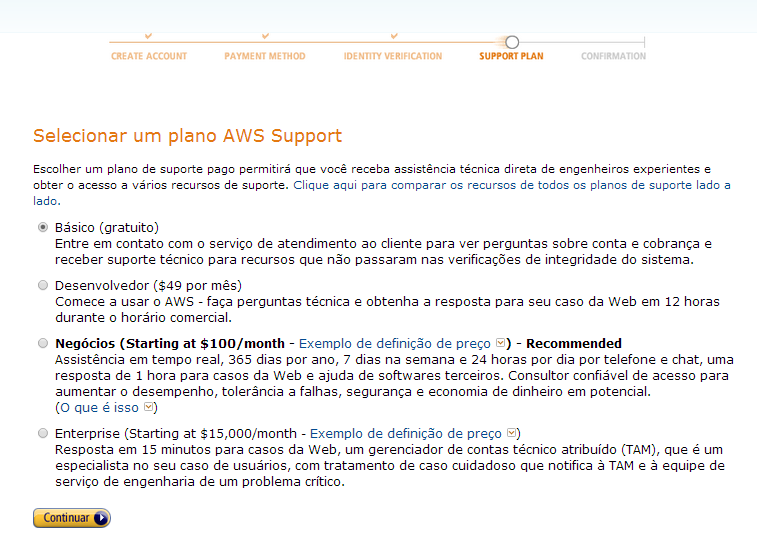 CREATE ACCOUNT PAYMENT METHOD IDENTITY VERIFICATION SUPPORT PLAN CONFIRMATION
Selecionar um plano AWS Support
Escolher um plano de suporte pago permitirá que você receba assistência técnica direta de engenheiros experientes e
obter o acesso a vários recursos de suporte. Clique aqui para comparar os recursos de todos os planos de suporte lado a
lado.
Básico (gratuito)
Entre em contato com o serviço de atendimento ao cliente para ver perguntas sobre conta e cobrança e
receber suporte técnico para recursos que não passaram nas verificações de integridade do sistema.
Desenvolvedor ($49 por mês)
Comece a usar o AWS - faça perguntas técnica e obtenha a resposta para seu caso da Web em 12 horas
durante o horário comercial.
Negócios (Starting at $100/month - Exemplo de definição de preço ) - Recommended
Assistência em tempo real, 365 dias por ano, 7 dias na semana e 24 horas por dia por telefone e chat, uma
resposta de 1 hora para casos da Web e ajuda de softwares terceiros. Consultor confiável de acesso para
aumentar o desempenho, tolerância a falhas, segurança e economia de dinheiro em potencial.
(O que é isso )
Enterprise (Starting at $15,000/month - Exemplo de definição de preço )
Resposta em 15 minutos para casos da Web, um gerenciador de contas técnico atribuído (TAM), que é um
especialista no seu caso de usuários, com tratamento de caso cuidadoso que notifica à TAM e à equipe de
serviço de engenharia de um problema crítico.
Continuar